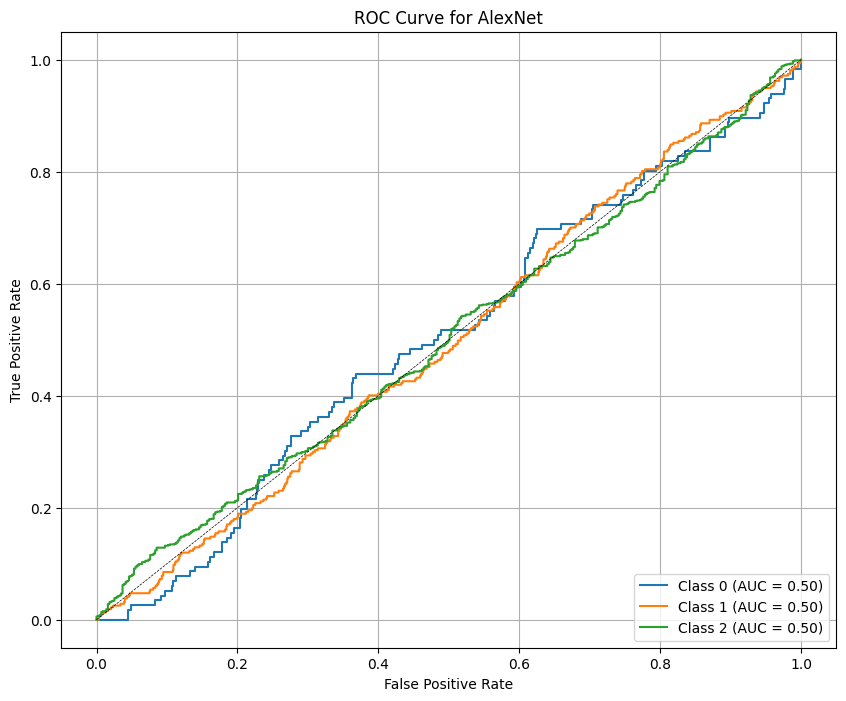 ROC Curve for AlexNet
True Positive Rate
1.0
0.8
0.6
0.4
0.2
0.0
0.0 0.2 0.4 0.6 0.8 1.0
False Positive Rate
Class 0 (AUC = 0.50)
Class 1 (AUC = 0.50)
Class 2 (AUC = 0.50)